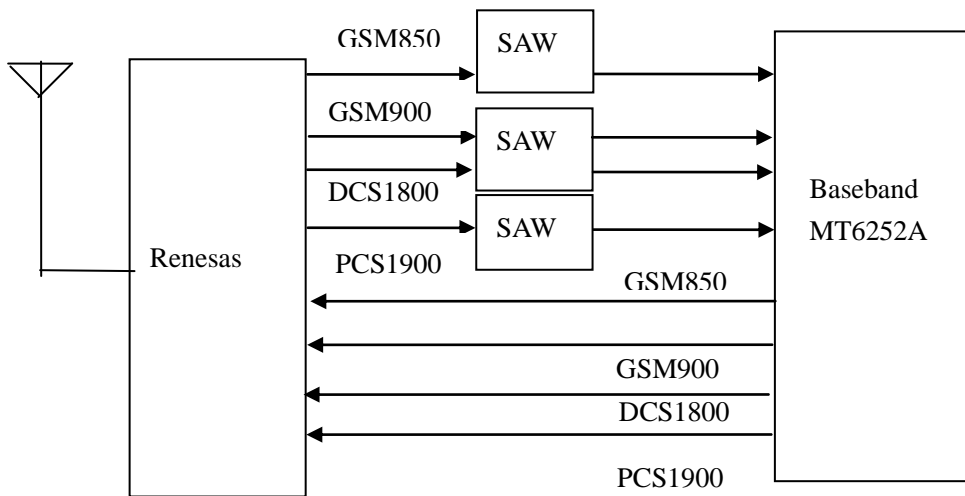 GSM850
SAW
GSM900
SAW
DCS1800
SAW
PCS1900
Renesas
Baseband
MT6252A
GSM850
GSM900
DCS1800
PCS1900